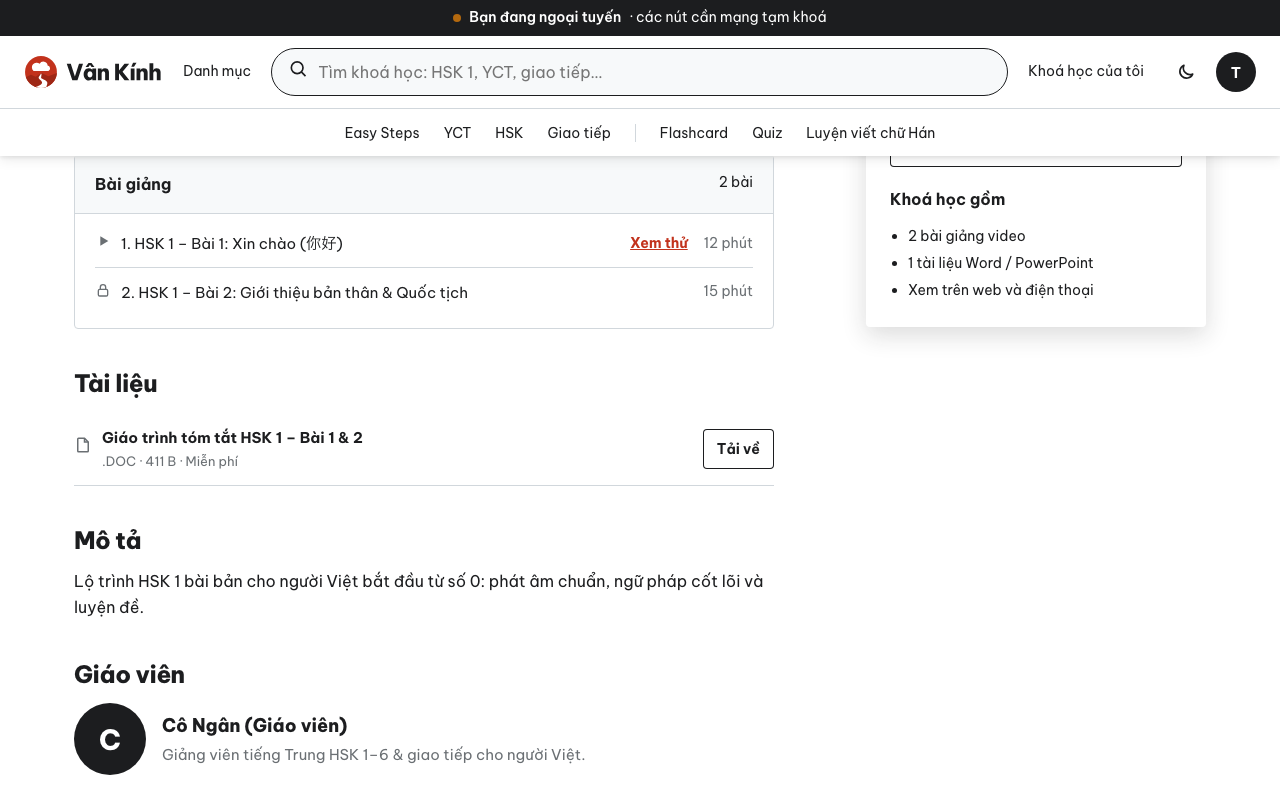 Bạn đang ngoại tuyến · các nút cần mạng tạm khoá
Vân Kính
Danh mục
Tìm khoá học: HSK 1, YCT, giao tiếp...
Khoá học của tôi
T
Easy Steps
YCT
HSK
Giao tiếp
Flashcard
Quiz
Luyện viết chữ Hán
Bài giảng
2 bài
1. HSK 1 – Bài 1: Xin chào (你好)
Xem thử
12 phút
2. HSK 1 – Bài 2: Giới thiệu bản thân & Quốc tịch
15 phút
Khoá học gồm
2 bài giảng video
1 tài liệu Word / PowerPoint
Xem trên web và điện thoại
Tài liệu
Giáo trình tóm tắt HSK 1 – Bài 1 & 2
.DOC · 411 B · Miễn phí
Tải về
Mô tả
Lộ trình HSK 1 bài bản cho người Việt bắt đầu từ số 0: phát âm chuẩn, ngữ pháp cốt lõi và
luyện đề.
Giáo viên
C
Cô Ngân (Giáo viên)
Giảng viên tiếng Trung HSK 1–6 & giao tiếp cho người Việt.